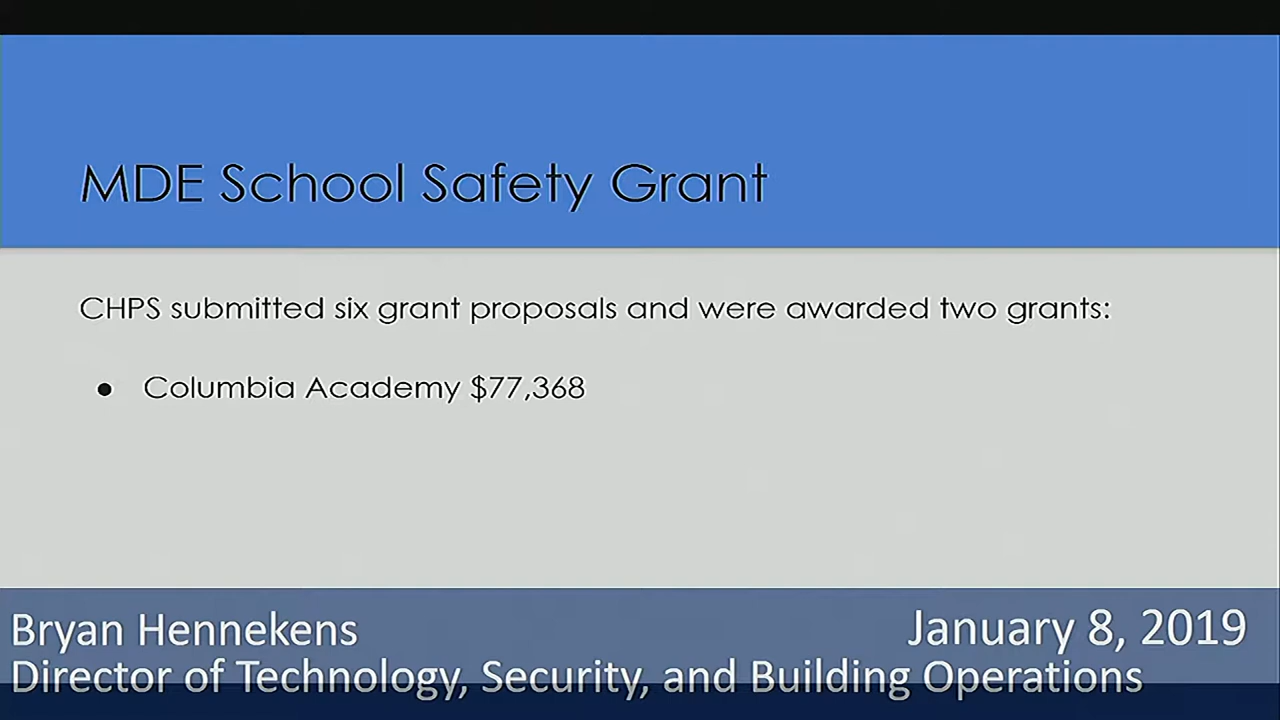 MDE School Safety Grant
CHPS submitted six grant proposals and were awarded two grants:
● Columbia Academy $77,368
Bryan Hennekens
January 8, 2019
Director of Technology, Security, and Building Operations